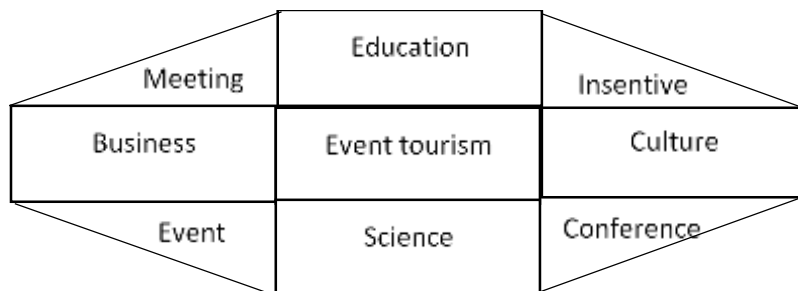 Education
Meeting
Insentive
Business
Event tourism
Culture
Event
Science
Conference